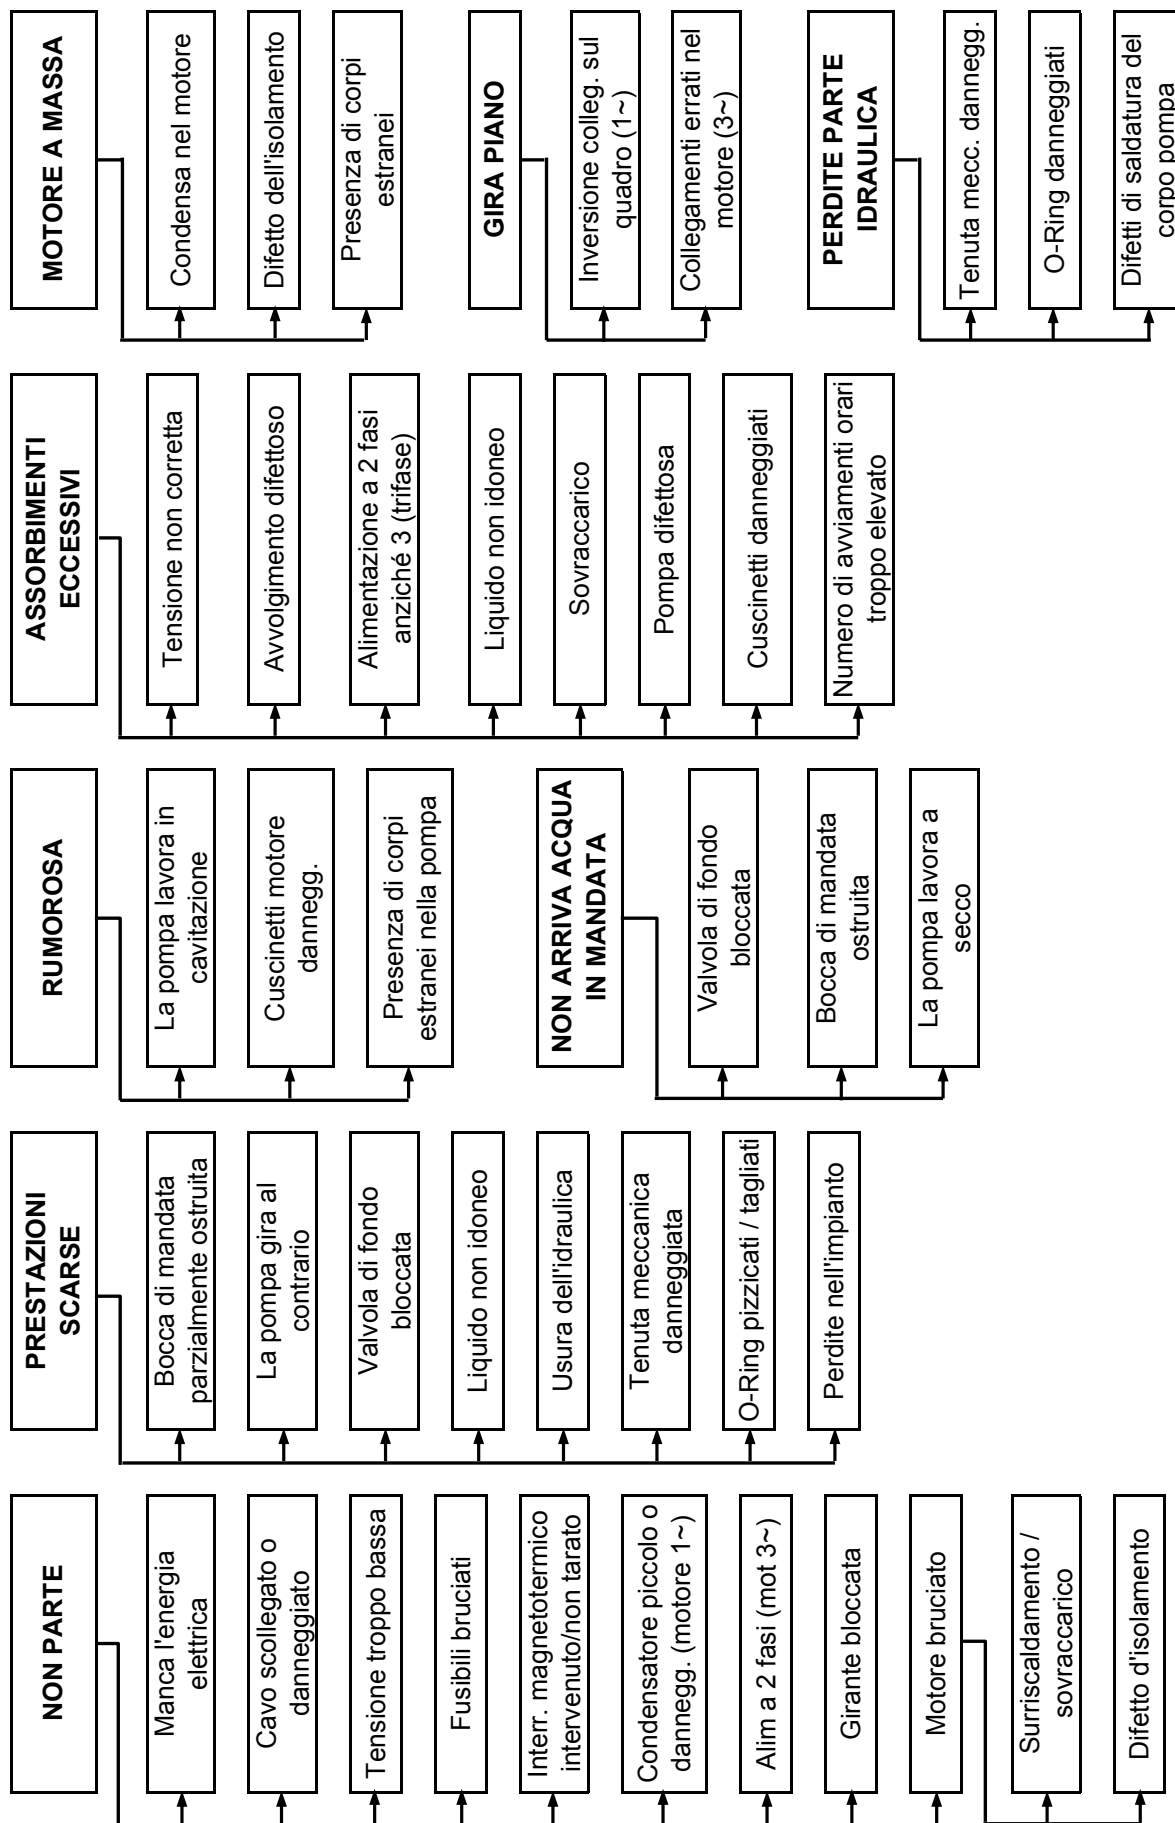 NON PARTE
Manca l'energia
elettrica
Cavo scollegato o
danneggiato
Tensione troppo bassa
Fusibili bruciati
Interr. magnetotermico
intervenuto/non tarato
Condensatore piccolo o
dannegg. (motore 1~)
Alim a 2 fasi (mot 3~)
Girante bloccata
Motore bruciato
Surriscaldamento /
sovraccarico
Difetto d'isolamento
PRESTAZIONI
SCARSE
Bocca di mandata
parzialmente ostruita
La pompa gira al
contrario
Valvola di fondo
bloccata
Liquido non idoneo
Usura dell'idraulica
Tenuta meccanica
danneggiata
O-Ring pizzicati / tagliati
Perdite nell'impianto
RUMOROSA
La pompa lavora in
cavitazione
Cuscinetti motore
dannegg.
Presenza di corpi
estranei nella pompa
NON ARRIVA ACQUA
IN MANDATA
Valvola di fondo
bloccata
Bocca di mandata
ostruita
La pompa lavora a
secco
ASSORBIMENTI
ECCESSIVI
Tensione non corretta
Avvolgimento difettoso
Alimentazione a 2 fasi
anziché 3 (trifase)
Liquido non idoneo
Sovraccarico
Pompa difettosa
Cuscinetti danneggiati
Numero di avviamenti orari
troppo elevato
MOTORE A MASSA
Condensa nel motore
Difetto dell'isolamento
Presenza di corpi
estranei
GIRA PIANO
Inversione colleg. sul
quadro (1~)
Collegamenti errati nel
motore (3~)
PERDITE PARTE
IDRAULICA
Tenuta mecc. dannegg.
O-Ring danneggiati
Difetti di saldatura del
corpo pompa